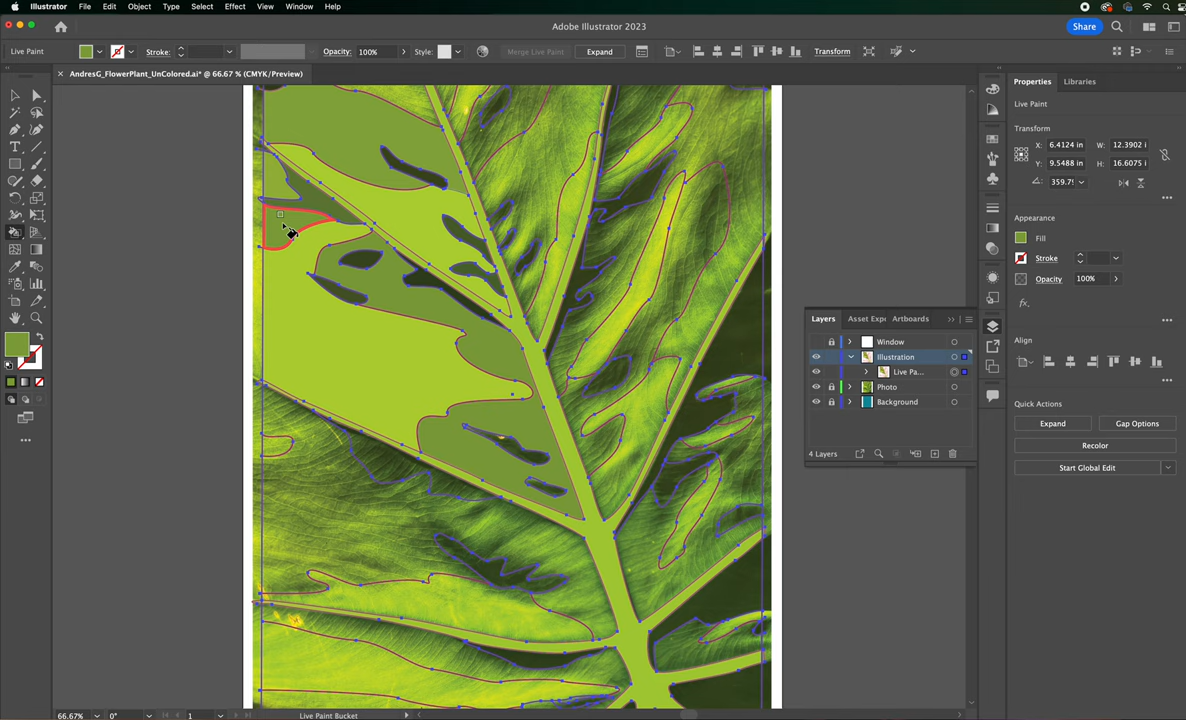 Illustrator File Edit Object Type Select Effect View Window Help
Adobe Illustrator 2023
Share
Live Paint Stroke: Opacity: 100% Style: Merge Live Paint Expand Transform
AndresG_FlowerPlant_UnColored.ai* @ 66.67 % (CMYK/Preview)
Properties Libraries
Live Paint
Transform
X: 6.4124 in W: 12.3902 i
Y: 9.5488 in H: 16.6075 i
359.7!
Appearance
Fill
Stroke
Opacity 100%
fx.
Align
Quick Actions
Expand Gap Options
Recolor
Start Global Edit
Layers Asset Expo Artboards
Window
Illustration
Live Pa...
Photo
Background
4 Layers
66.67% 0° 1 Live Paint Bucket